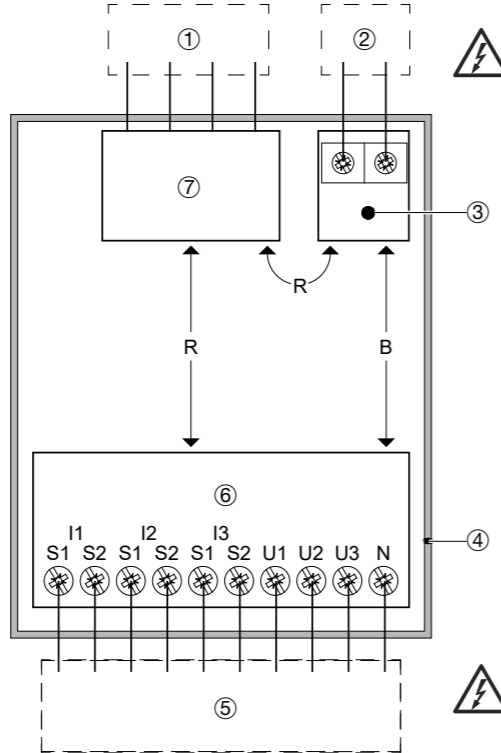 ① ②
⑦
③
R
R B
⑥
I1 I2 I3
S1 S2 S1 S2 S1 S2 U1 U2 U3 N
④
⑤